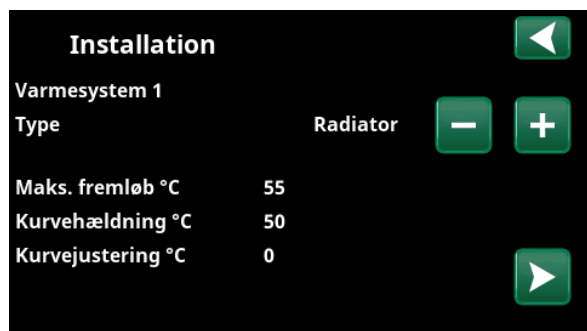 Installation
Varmesystem 1
Type Radiator
Maks. fremløb °C 55
Kurvehældning °C 50
Kurvejustering °C 0